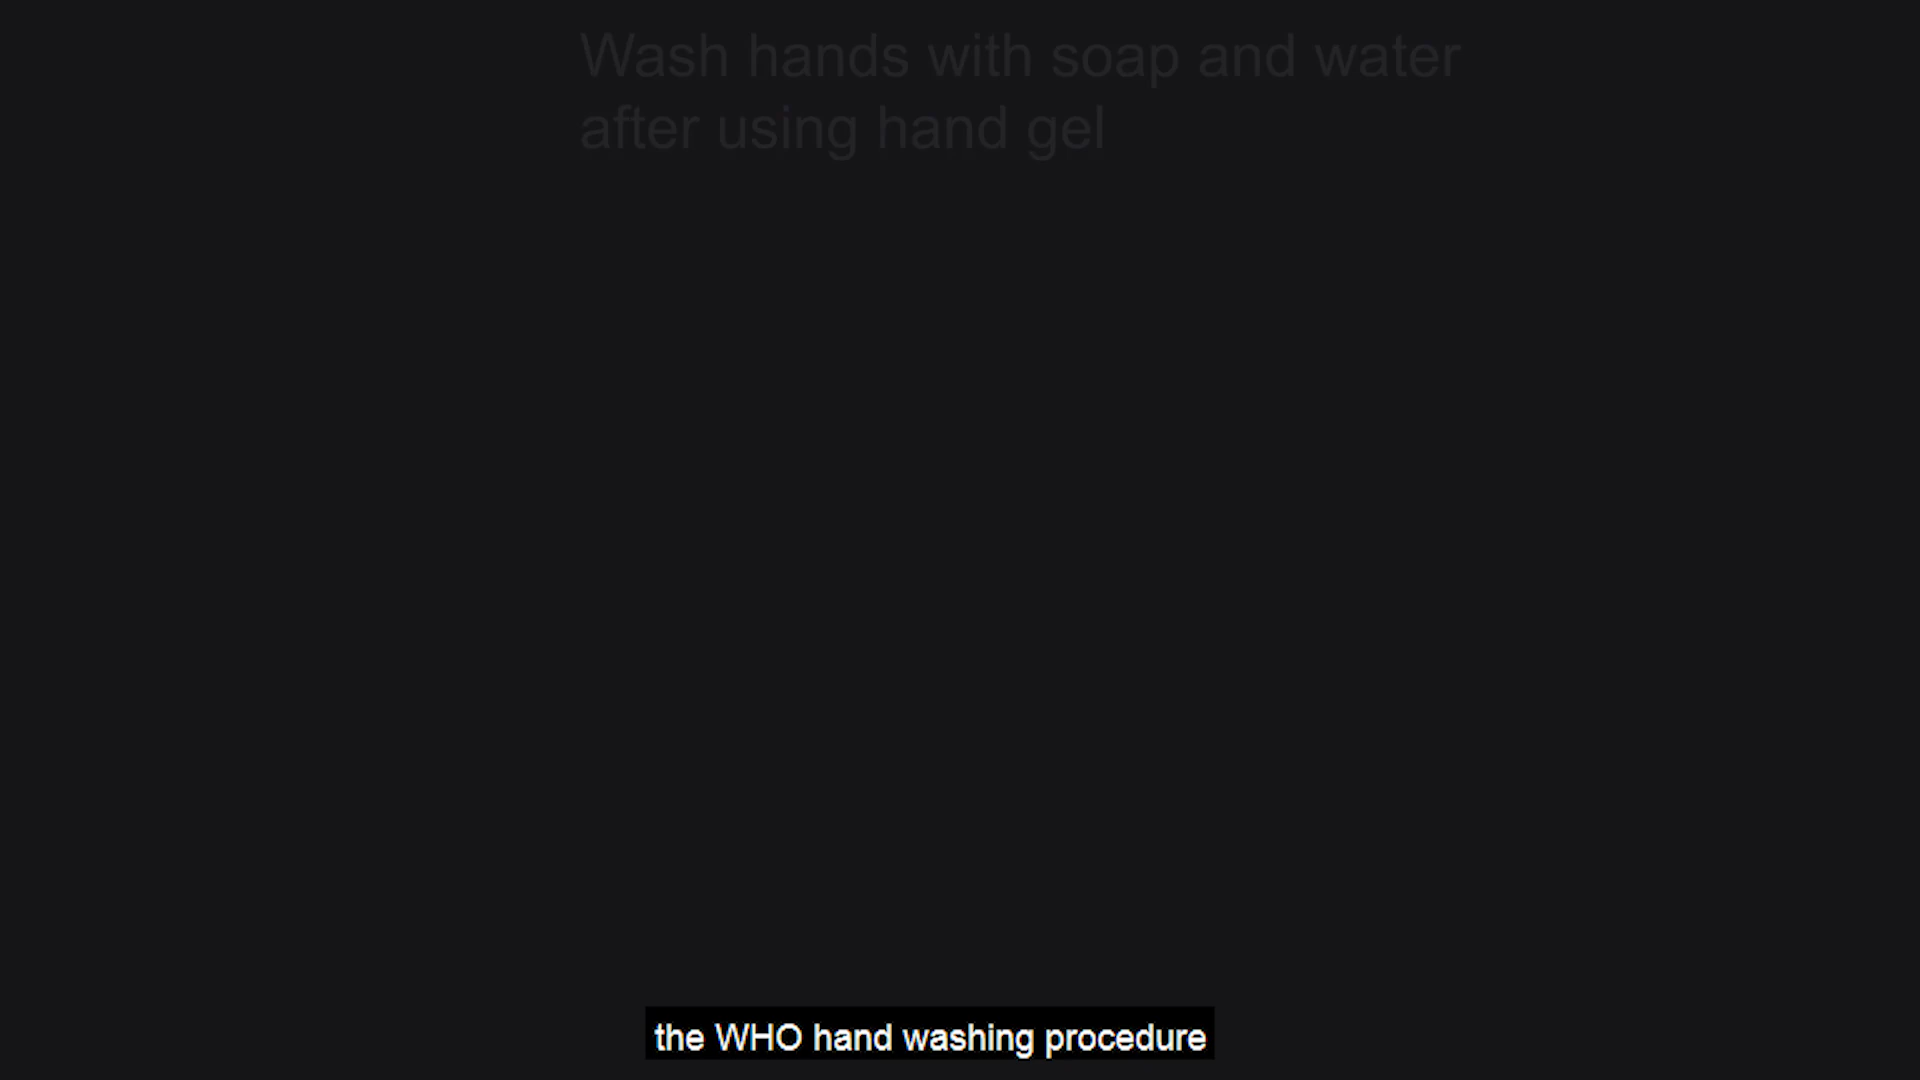 Wash hands with soap and water
after using hand gel
the WHO hand washing procedure